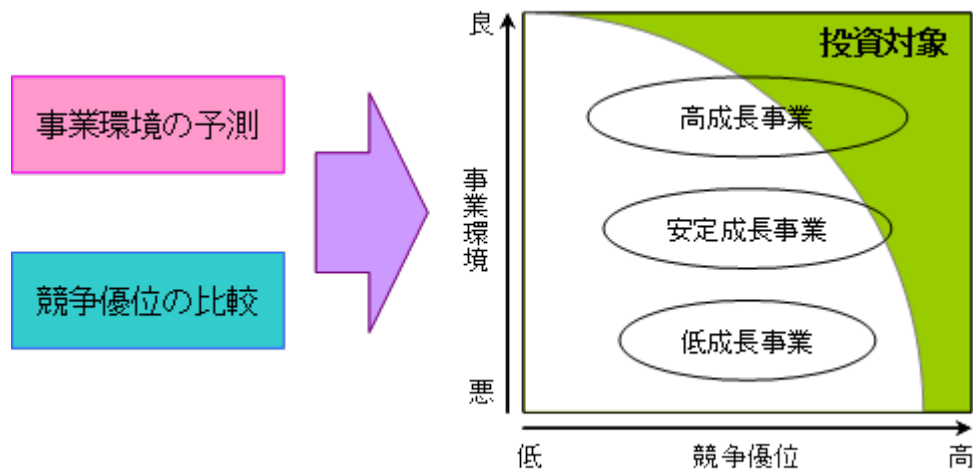 事業環境の予測
競争優位の比較
良
事業環境
悪
投資対象
高成長事業
安定成長事業
低成長事業
低
競争優位
高